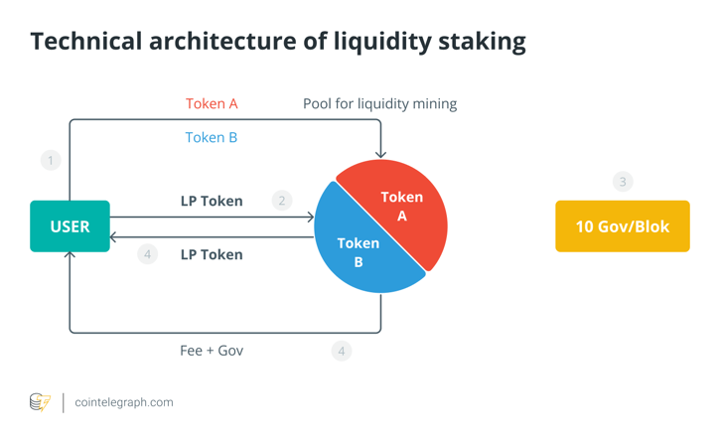 Technical architecture of liquidity staking
Token A
Pool for liquidity mining
Token B
1
3
LP Token
2
Token
A
USER
10 Gov/Blok
Token
B
4
LP Token
Fee + Gov
4
cointelegraph.com